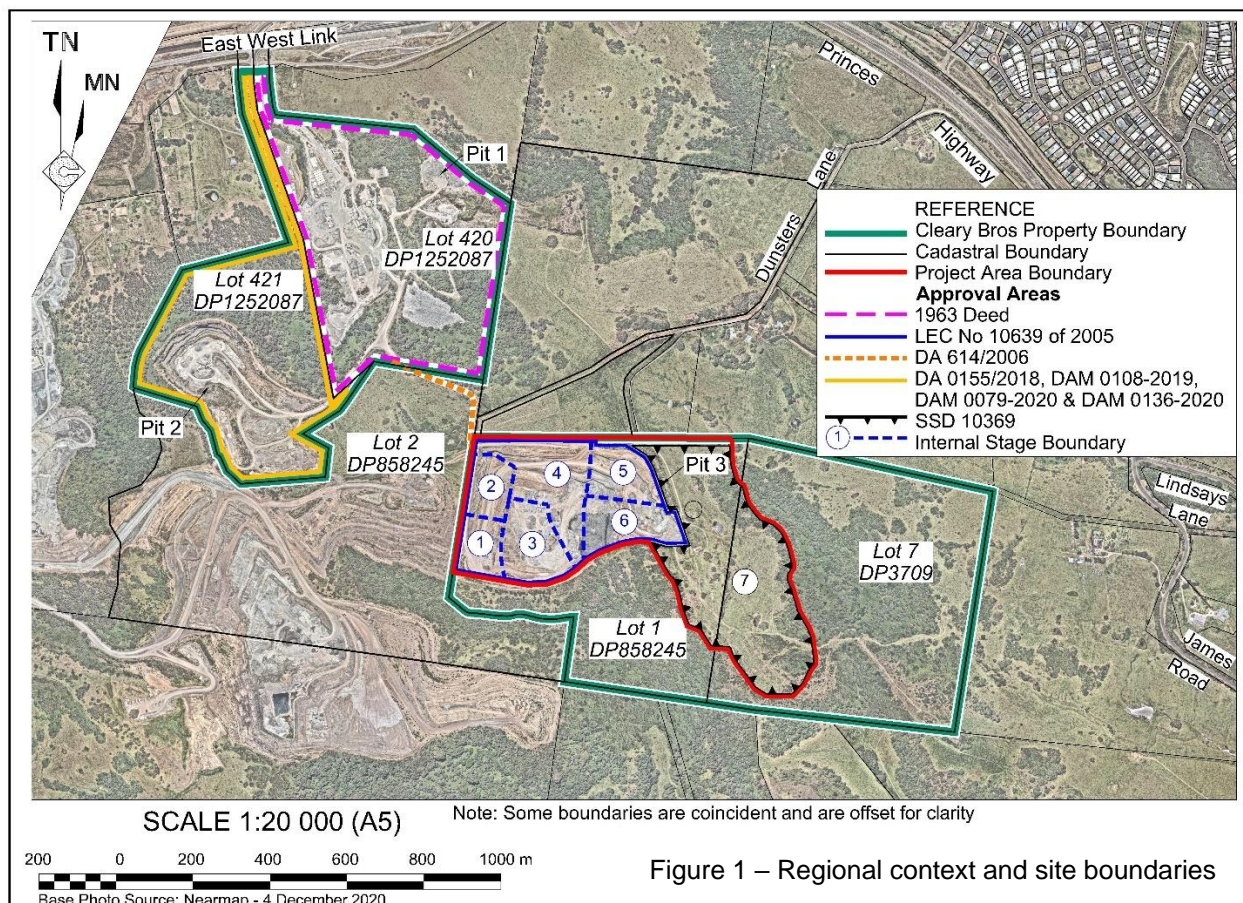 TN
MN
East West Link
Princes
Highway
Dunsters
Lane
Pit 1
Lot 420
DP1252087
Lot 421
DP1252087
Pit 2
Lot 2
DP858245
REFERENCE
Cleary Bros Property Boundary
Cadastral Boundary
Project Area Boundary
Approval Areas
1963 Deed
LEC No 10639 of 2005
DA 614/2006
DA 0155/2018, DAM 0108-2019,
DAM 0079-2020 & DAM 0136-2020
SSD 10369
1 Internal Stage Boundary
Pit 3
2
4
5
1
3
6
7
Lot 7
DP3709
Lot 1
DP858245
Lindsays
Lane
James
Road
SCALE 1:20 000 (A5)
Note: Some boundaries are coincident and are offset for clarity
200 0 200 400 600 800 1000 m
Base Photo Source: Nearmap - 4 December 2020
Figure 1 – Regional context and site boundaries